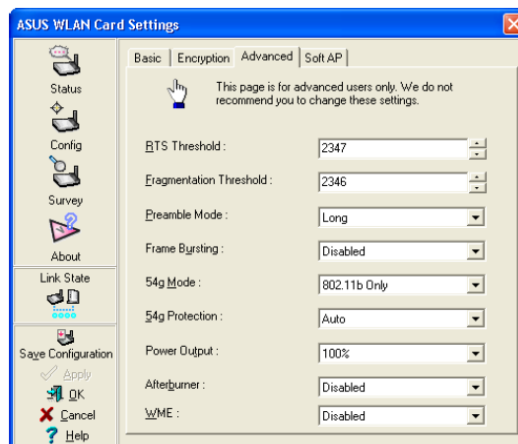 ASUS WLAN Card Settings
Status
Config
Survey
About
Link State
Save Configuration
Apply
OK
Cancel
Help
Basic
Encryption
Advanced
Soft AP
This page is for advanced users only. We do not
recommend you to change these settings.
RTS Threshold : 2347
Fragmentation Threshold : 2346
Preamble Mode : Long
Frame Bursting : Disabled
54g Mode : 802.11b Only
54g Protection : Auto
Power Output : 100%
Afterburner : Disabled
WME : Disabled